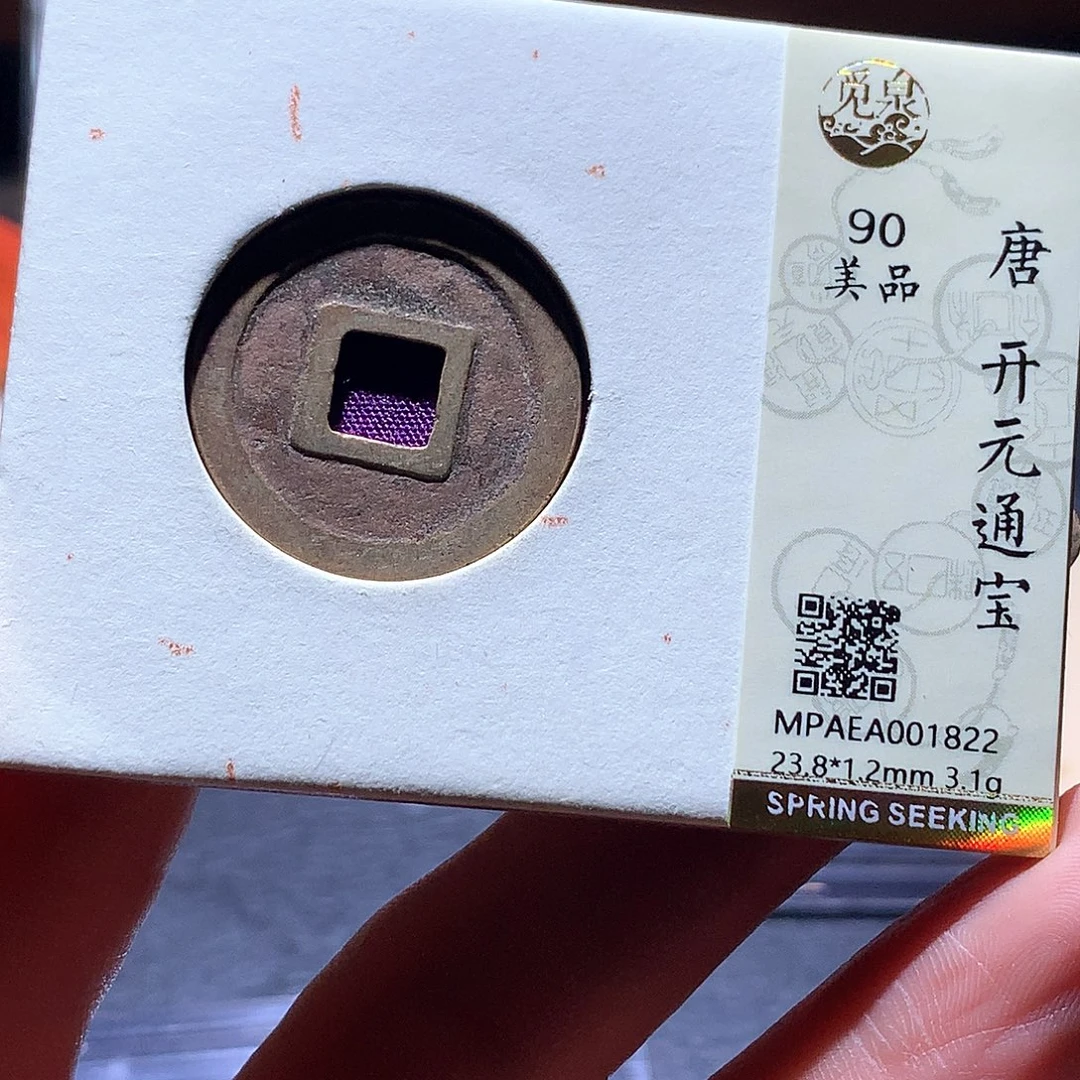 觅泉
90
美品
唐 开元通宝
MPAEA001822
23.8*1.2mm 3.1g
SPRING SEEKING